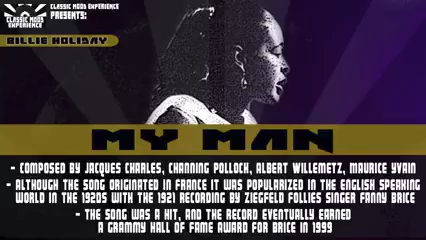 CLASSIC MOOD EXPERIENCE
PRESENTS:
CLASSIC MOOD
EXPERIENCE
BILLIE HOLIDAY
MY MAN
- COMPOSED BY JACQUES CHARLES, CHANNING POLLOCK, ALBERT WILLEMETZ, MAURICE YVAIN
- ALTHOUGH THE SONG ORIGINATED IN FRANCE IT WAS POPULARIZED IN THE ENGLISH SPEAKING
WORLD IN THE 1920S WITH THE 1921 RECORDING BY ZIEGFELD FOLLIES SINGER FANNY BRICE
- THE SONG WAS A HIT, AND THE RECORD EVENTUALLY EARNED
A GRAMMY HALL OF FAME AWARD FOR BRICE IN 1999